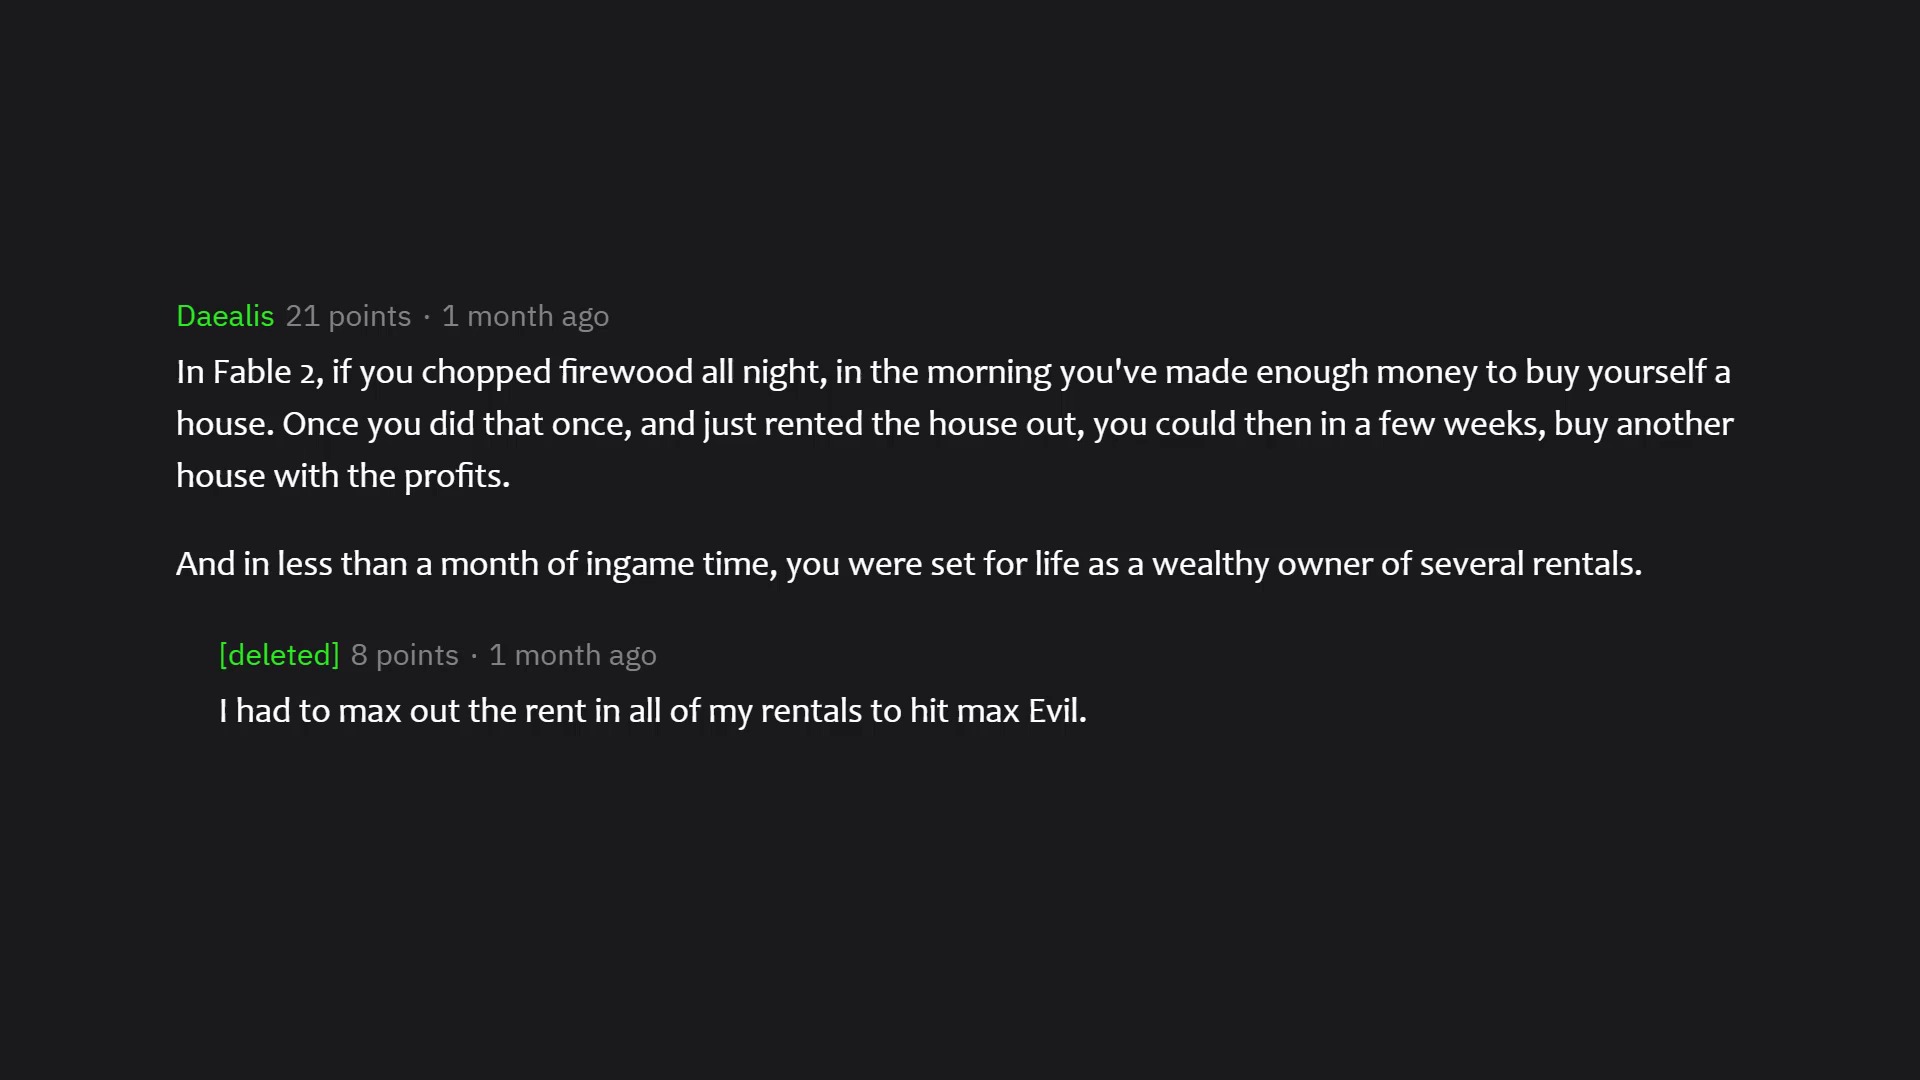 Daealis 21 points · 1 month ago
In Fable 2, if you chopped firewood all night, in the morning you've made enough money to buy yourself a
house. Once you did that once, and just rented the house out, you could then in a few weeks, buy another
house with the profits.
And in less than a month of ingame time, you were set for life as a wealthy owner of several rentals.
[deleted] 8 points · 1 month ago
I had to max out the rent in all of my rentals to hit max Evil.